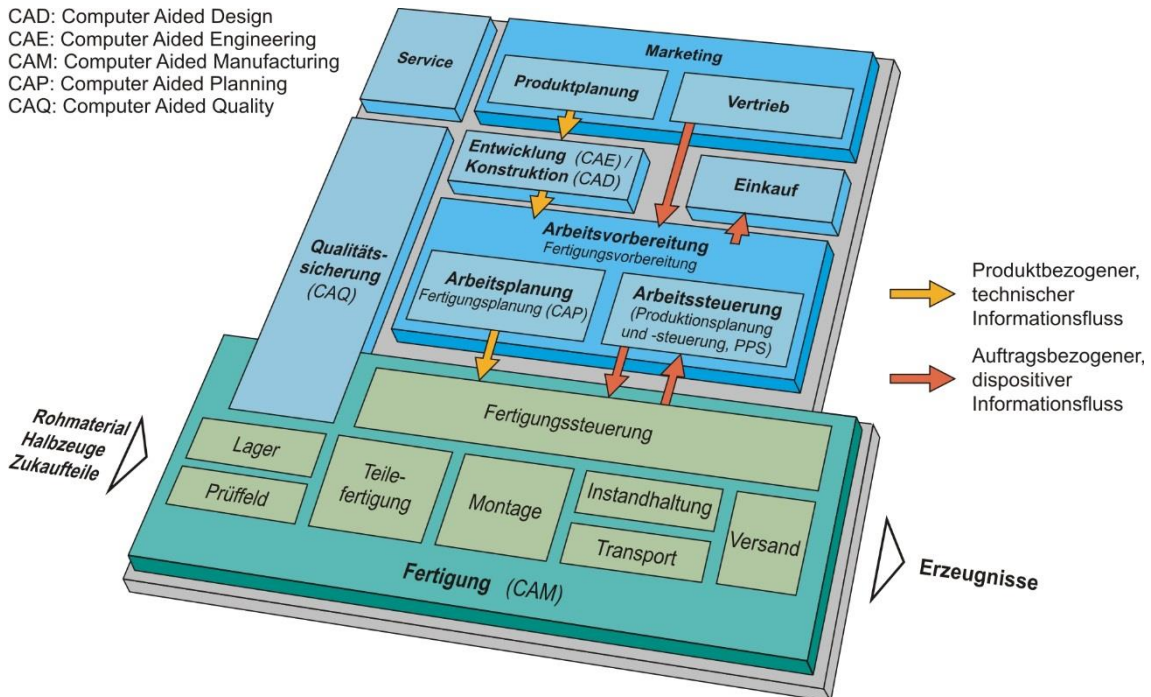 CAD: Computer Aided Design
CAE: Computer Aided Engineering
CAM: Computer Aided Manufacturing
CAP: Computer Aided Planning
CAQ: Computer Aided Quality
Service
Marketing
Produktplanung
Vertrieb
Entwicklung (CAE) /
Konstruktion (CAD)
Einkauf
Qualitäts-
sicherung
(CAQ)
Arbeitsvorbereitung
Fertigungsvorbereitung
Arbeitsplanung
Fertigungsplanung (CAP)
Arbeitssteuerung
(Produktionsplanung
und -steuerung, PPS)
Produktbezogener,
technischer
Informationsfluss
Auftragsbezogener,
dispositiver
Informationsfluss
Rohmaterial
Halbzeuge
Zukaufteile
Fertigungssteuerung
Lager
Prüffeld
Teile-
fertigung
Montage
Instandhaltung
Transport
Versand
Fertigung (CAM)
Erzeugnisse